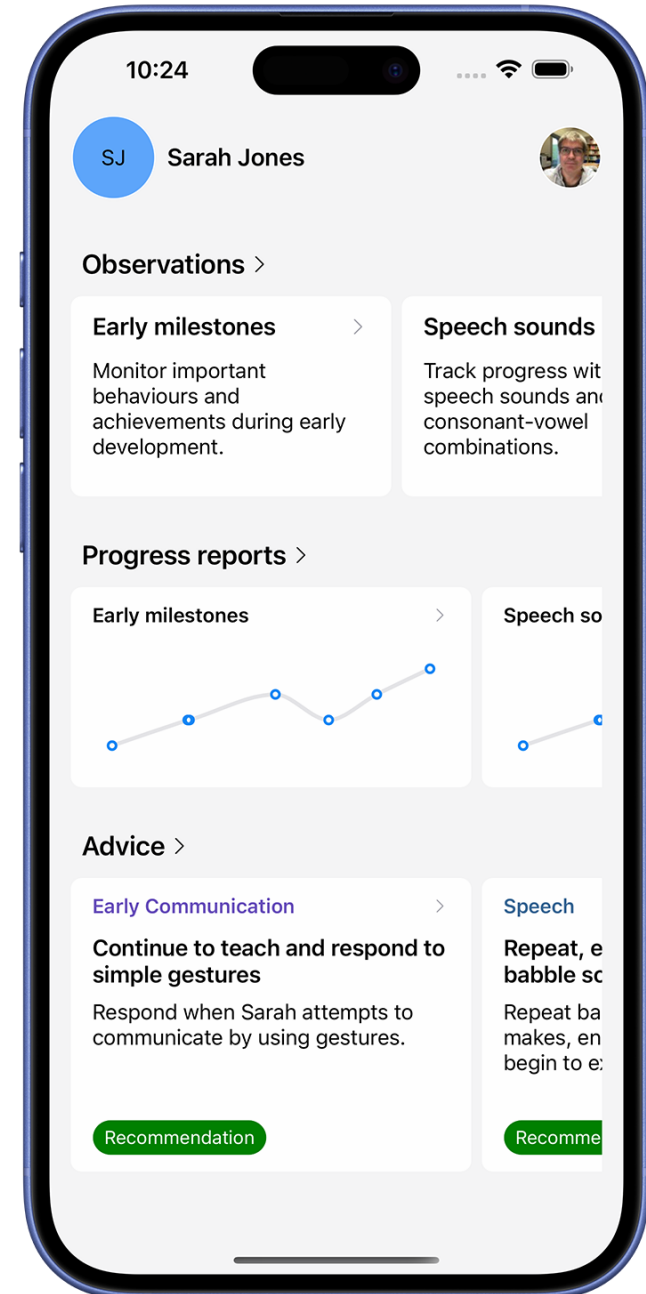 10:24
SJ
Sarah Jones
Observations
Early milestones
Monitor important
behaviours and
achievements during early
development.
Speech sounds
Track progress wit
speech sounds and
consonant-vowel
combinations.
Progress reports
Early milestones
Speech so
Advice
Early Communication
Continue to teach and respond to
simple gestures
Respond when Sarah attempts to
communicate by using gestures.
Recommendation
Speech
Repeat, e
babble so
Repeat ba
makes, en
begin to e
Recomme